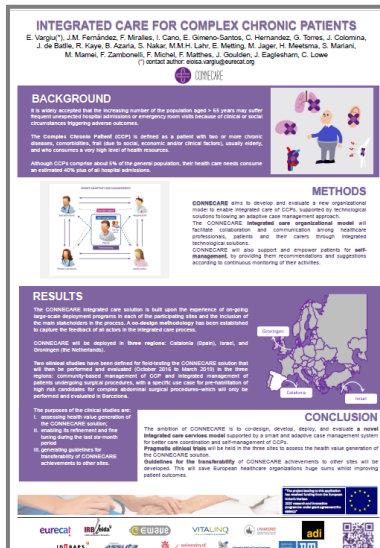 INTEGRATED CARE FOR COMPLEX CHRONIC PATIENTS
E. Vargiu(*), J.M. Fernández, F. Miralles, I. Cano, E. Gimeno-Santos, C. Hernandez, G. Torres, J. Colomina,
J. de Batlle, R. Kaye, B. Azaria, S. Nakar, M.M.H. Lahr, E. Metting, M. Jager, H. Meetsma, S. Mariani,
M. Mamei, F. Zambonelli, F. Michel, F. Matthes, J. Goulden, J. Eaglesham, C. Lowe
(*) contact author: eloisa.vargiu@eurecat.org
CONNECARE
BACKGROUND
It is widely accepted that the increasing number of the population aged > 65 years may suffer
frequent unexpected hospital admissions or emergency room visits because of clinical or social
circumstances triggering adverse outcomes.
The Complex Chronic Patient (CCP) is defined as a patient with two or more chronic
diseases, comorbilities, frail (due to social, economic and/or clinical factors), usually elderly,
and who consumes a very high level of health resources.
Although CCPs comprise about 5% of the general population, their health care needs consume
an estimated 40% plus of all hospital admissions.
METHODS
CONNECARE aims to develop and evaluate a new organizational
model to enable integrated care of CCPs, supported by technological
solutions following an adaptive case management approach.
The CONNECARE integrated care organizational model will
facilitate collaboration and communication among healthcare
professionals, patients and their carers through integrated
technological solutions.
CONNECARE will also support and empower patients for self-
management, by providing them recommendations and suggestions
according to continuous monitoring of their activities.
RESULTS
The CONNECARE integrated care solution is built upon the experience of on-going
large-scale deployment programs in each of the participating sites and the inclusion of
the main stakeholders in the process. A co-design methodology has been established
to capture the feedback of all actors in the integrated care process.
CONNECARE will be deployed in three regions: Catalonia (Spain), Israel, and
Groningen (the Netherlands).
Two clinical studies have been defined for field-testing the CONNECARE solution that
will then be performed and evaluated (October 2016 to March 2019) in the three
regions: community-based management of CCP and integrated management of
patients undergoing surgical procedures, with a specific use case for pre-habilitation of
high risk candidates for complex abdominal surgical procedures–which will only be
performed and evaluated in Barcelona.
The purposes of the clinical studies are:
i. assessing health value generation of
the CONNECARE solution;
ii. enabling its refinement and fine
tuning during the last six-month
period
iii. generating guidelines for
transferability of CONNECARE
achievements to other sites.
Groningen
Catalonia
Israel
CONCLUSION
The ambition of CONNECARE is to co-design, develop, deploy, and evaluate a novel
integrated care services model supported by a smart and adaptive case management system
for better care coordination and self-management of CCPs.
Pragmatic clinical trials will be held in the three sites to assess the health value generation of
the CONNECARE solution.
Guidelines for the transferability of CONNECARE achievements to other sites will be
developed. This will save European healthcare organizations huge sums whilst improving
patient outcomes.
eurecat
IRBLleida
eWAVE
VITALINQ
adi
IDIBAPS
ASSUTA